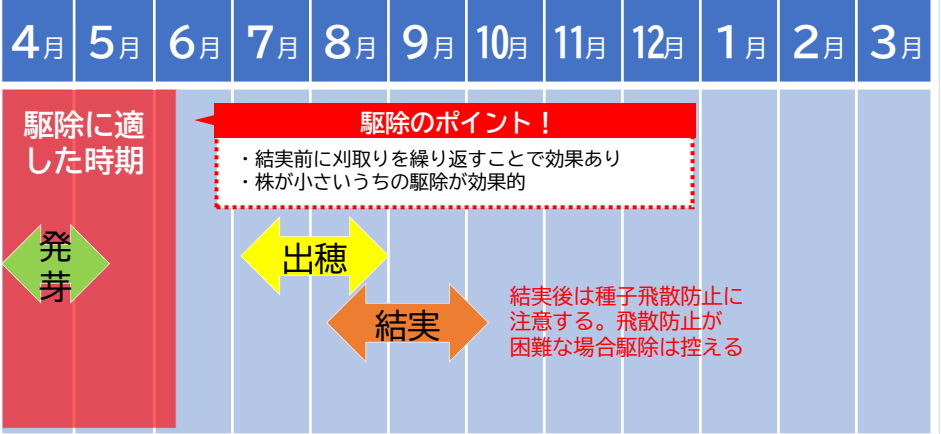 4月 5月 6月 7月 8月 9月 10月 11月 12月 1月 2月 3月
駆除に適
した時期
駆除のポイント！
・結実前に刈取りを繰り返すことで効果あり
・株が小さいうちの駆除が効果的
発
芽
出穂
結実
結実後は種子飛散防止に
注意する。飛散防止が
困難な場合駆除は控える